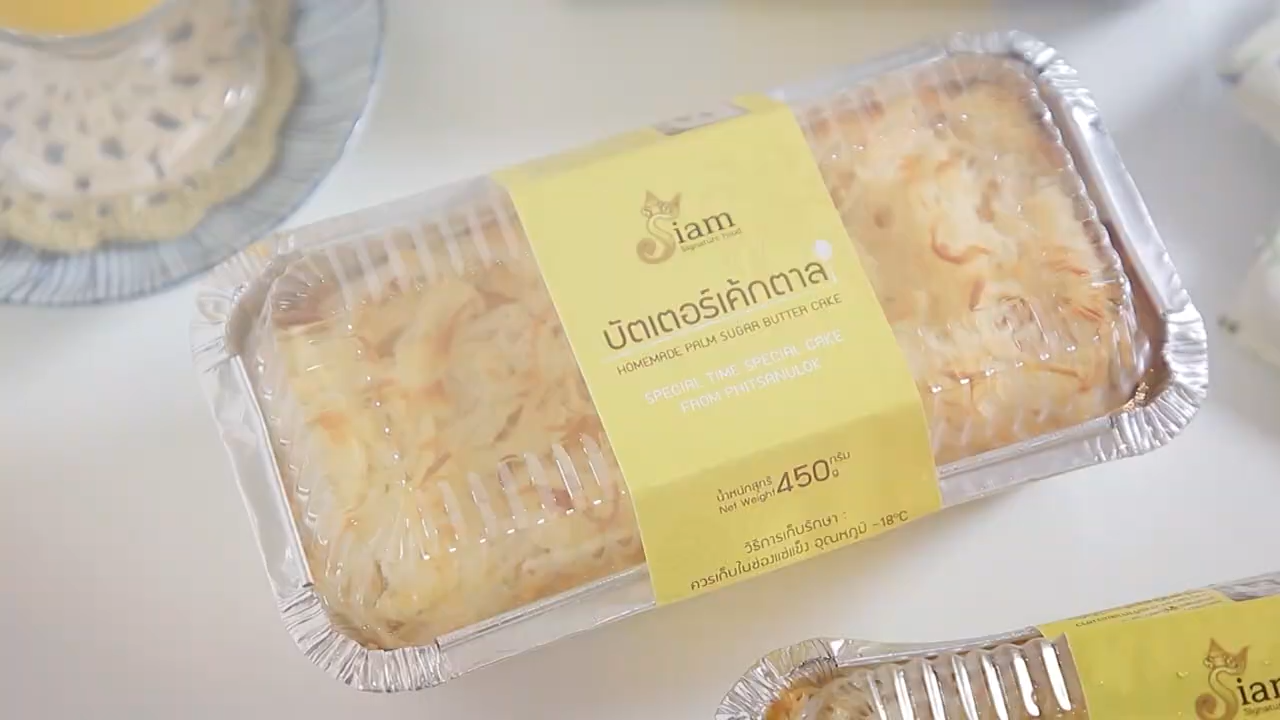 Siam
Signature Food
บัตเตอร์เค้กตาล
HOMEMADE PALM SUGAR BUTTER CAKE
SPECIAL TIME SPECIAL CAKE
FROM PHITSANULOK
น้ำหนักสุทธิ 450 กรัม
Net Weight g
วิธีการเก็บรักษา :
ควรเก็บในช่องแช่แข็ง อุณหภูมิ -18°C
Siam